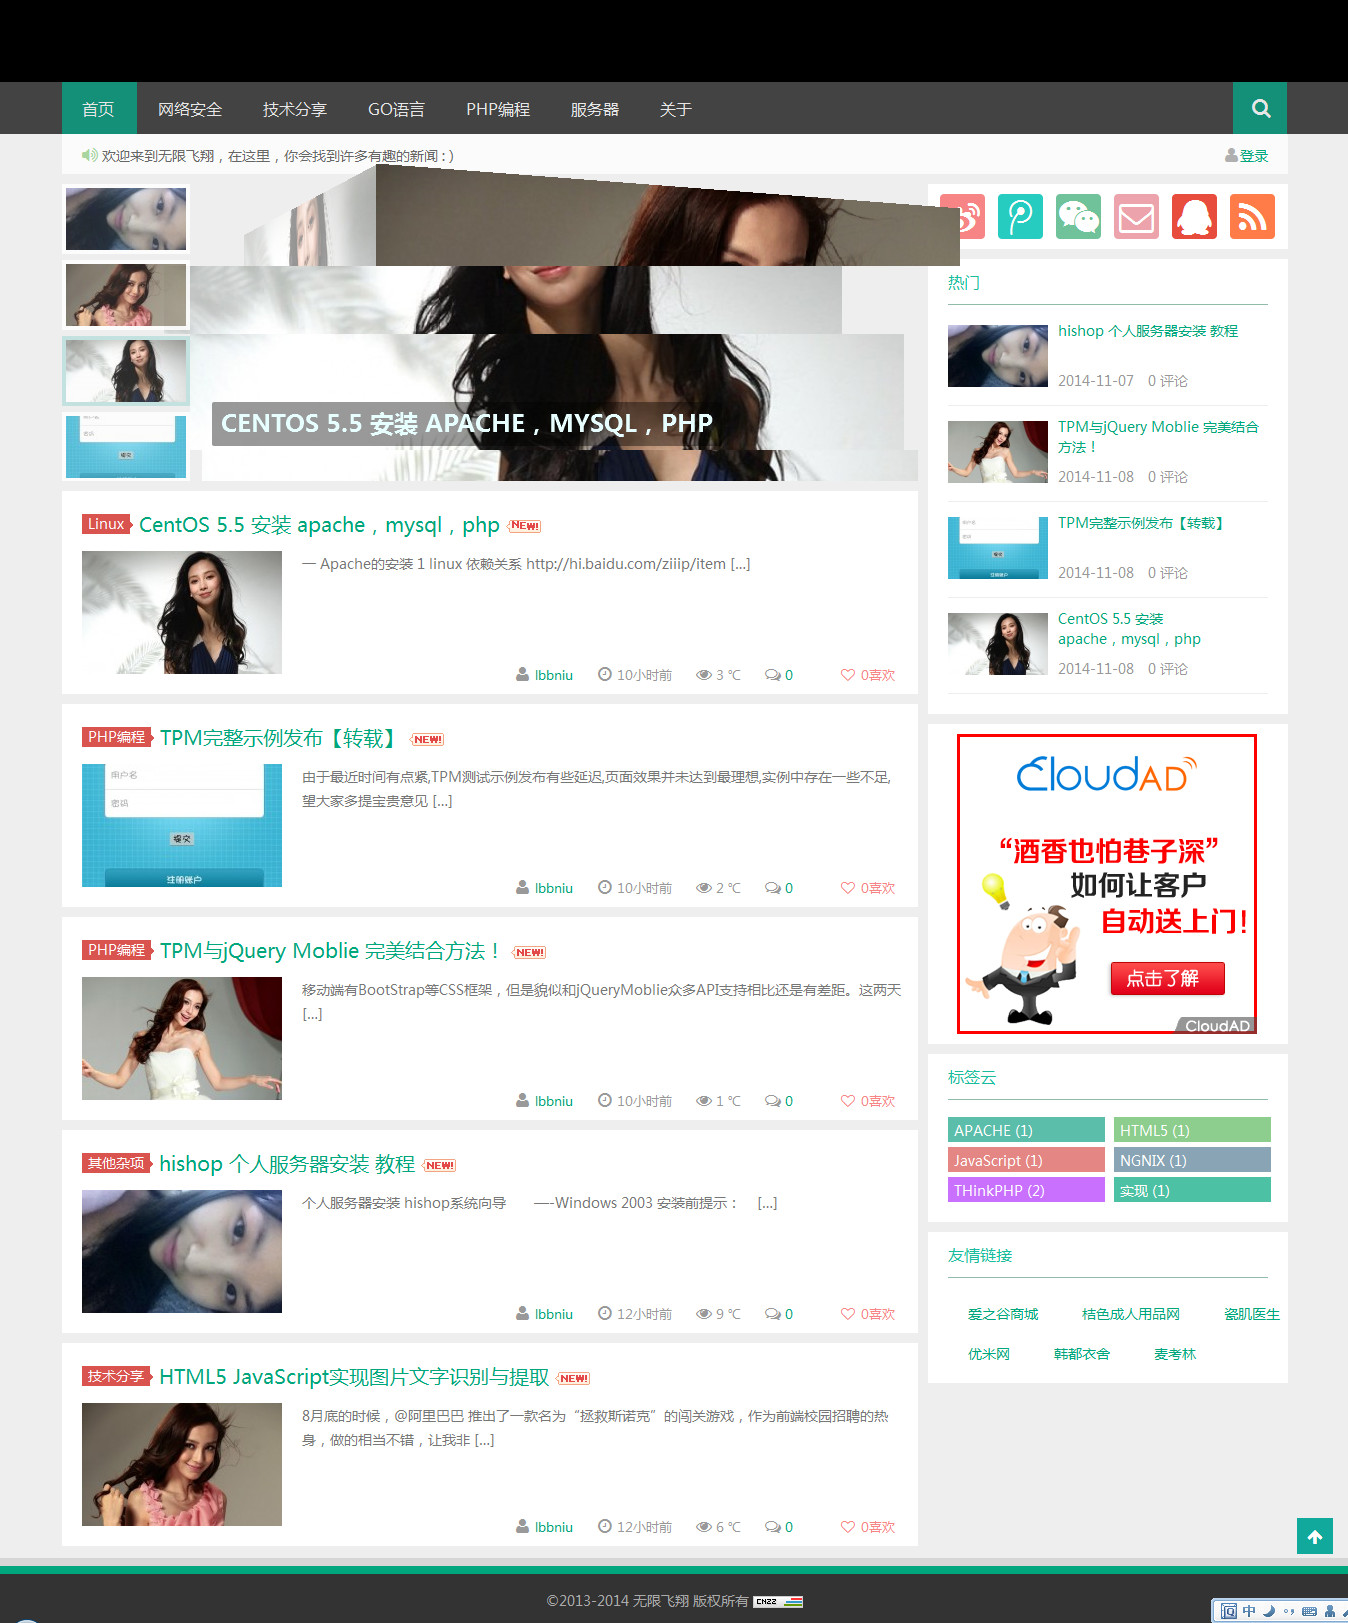 首页 网络安全 技术分享 GO语言 PHP编程 服务器 关于
欢迎来到无限飞翔，在这里，你会找到许多有趣的新闻 : )
登录
CENTOS 5.5 安装 APACHE，MYSQL，PHP
Linux CentOS 5.5 安装 apache，mysql，php NEW!
一 Apache的安装 1 linux 依赖关系 http://hi.baidu.com/ziiip/item [...]
lbbniu 10小时前 3 ℃ 0 0喜欢
PHP编程 TPM完整示例发布【转载】 NEW!
用户名
密码
提交
注册账户
由于最近时间有点紧,TPM测试示例发布有些延迟,页面效果并未达到最理想,实例中存在一些不足,
望大家多提宝贵意见 [...]
lbbniu 10小时前 2 ℃ 0 0喜欢
PHP编程 TPM与jQuery Moblie 完美结合方法！ NEW!
移动端有BootStrap等CSS框架，但是貌似和jQueryMoblie众多API支持相比还是有差距。这两天
[...]
lbbniu 10小时前 1 ℃ 0 0喜欢
其他杂项 hishop 个人服务器安装 教程 NEW!
个人服务器安装 hishop系统向导 —-Windows 2003 安装前提示： [...]
lbbniu 12小时前 9 ℃ 0 0喜欢
技术分享 HTML5 JavaScript实现图片文字识别与提取 NEW!
8月底的时候，@阿里巴巴 推出了一款名为“拯救斯诺克”的闯关游戏，作为前端校园招聘的热
身，做的相当不错，让我非 [...]
lbbniu 12小时前 6 ℃ 0 0喜欢
热门
hishop 个人服务器安装 教程
2014-11-07 0 评论
TPM与jQuery Moblie 完美结合
方法！
2014-11-08 0 评论
TPM完整示例发布【转载】
2014-11-08 0 评论
CentOS 5.5 安装
apache，mysql，php
2014-11-08 0 评论
CloudAD
“酒香也怕巷子深”
如何让客户
自动送上门！
点击了解
CloudAD
标签云
APACHE (1) HTML5 (1)
JavaScript (1) NGNIX (1)
THinkPHP (2) 实现 (1)
友情链接
爱之谷商城 桔色成人用品网 瓷肌医生
优米网 韩都衣舍 麦考林
©2013-2014 无限飞翔 版权所有 CNZZ
中